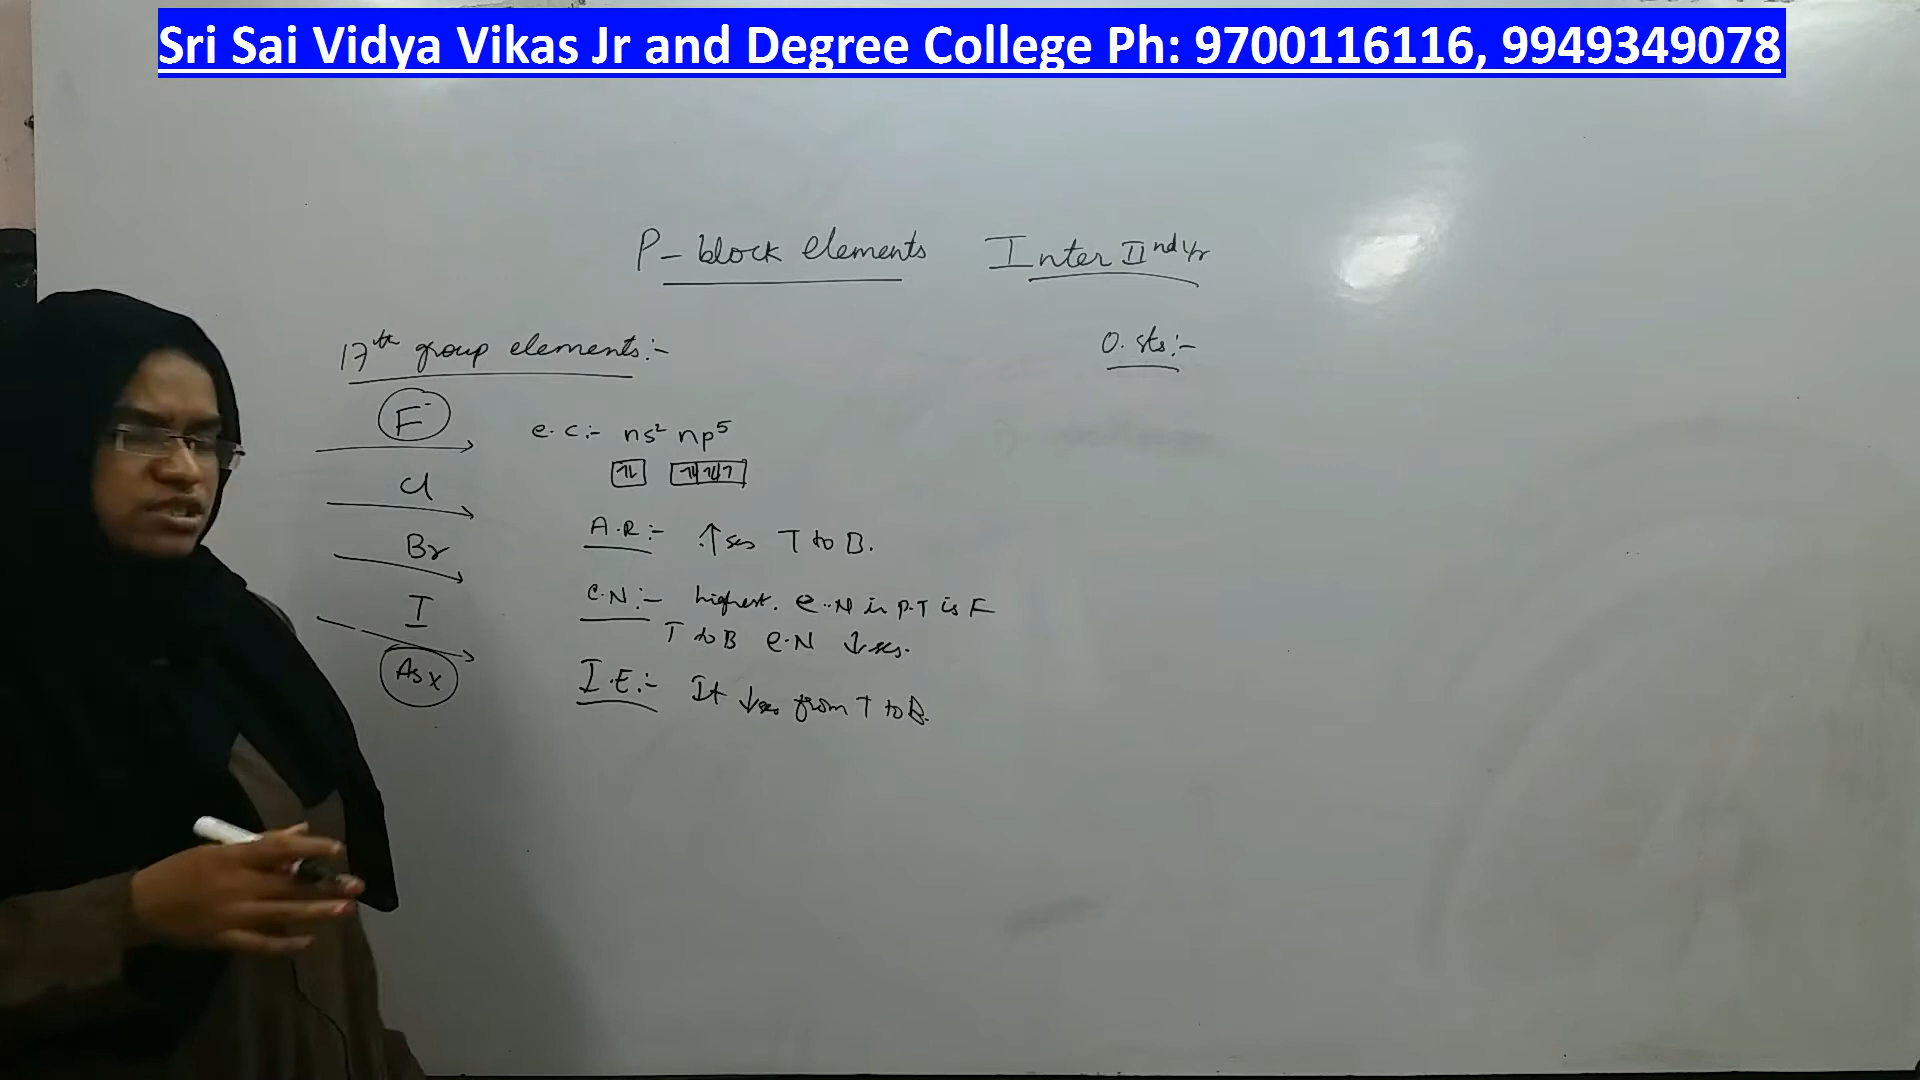 Sri Sai Vidya Vikas Jr and Degree College Ph: 9700116116, 9949349078
P-block elements Inter IInd yr
17th group elements:-
F
Cl
Br
I
As x
e.c:- ns² np⁵
A.R:- ↑ses T to B.
e.N:- highest. e.N in P.T is F
T to B e.N ↓ses.
I.E:- It ↓ses from T to B.
O. sts:-